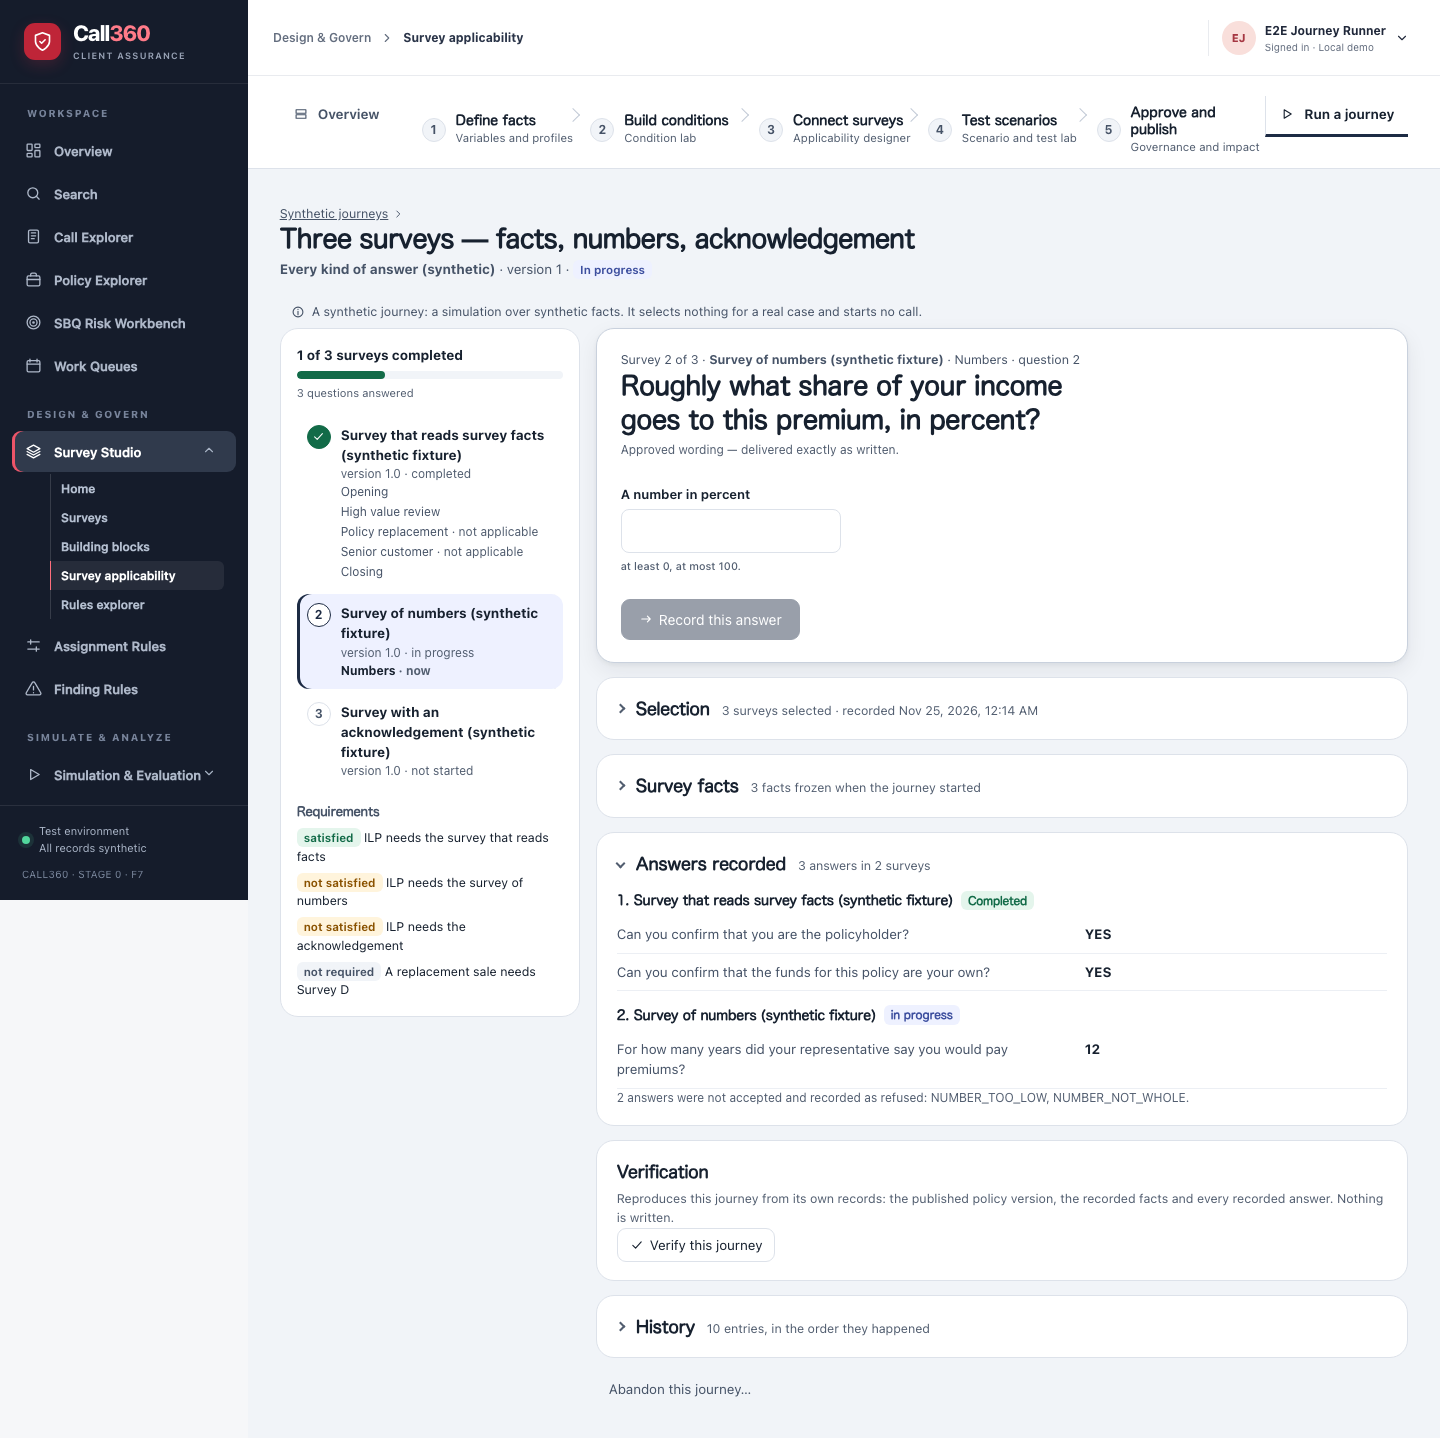 Call360
CLIENT ASSURANCE
WORKSPACE
Overview
Search
Call Explorer
Policy Explorer
SBQ Risk Workbench
Work Queues
DESIGN & GOVERN
Survey Studio
Home
Surveys
Building blocks
Survey applicability
Rules explorer
Assignment Rules
Finding Rules
SIMULATE & ANALYZE
Simulation & Evaluation
Test environment
All records synthetic
CALL360 · STAGE 0 · F7
Design & Govern > Survey applicability
EJ
E2E Journey Runner
Signed in · Local demo
Overview
1 Define facts
Variables and profiles
2 Build conditions
Condition lab
3 Connect surveys
Applicability designer
4 Test scenarios
Scenario and test lab
5 Approve and
publish
Governance and impact
Run a journey
Synthetic journeys >
Three surveys — facts, numbers, acknowledgement
Every kind of answer (synthetic) · version 1 · In progress
A synthetic journey: a simulation over synthetic facts. It selects nothing for a real case and starts no call.
1 of 3 surveys completed
3 questions answered
Survey that reads survey facts
(synthetic fixture)
version 1.0 · completed
Opening
High value review
Policy replacement · not applicable
Senior customer · not applicable
Closing
2 Survey of numbers (synthetic
fixture)
version 1.0 · in progress
Numbers · now
3 Survey with an
acknowledgement (synthetic
fixture)
version 1.0 · not started
Requirements
satisfied ILP needs the survey that reads
facts
not satisfied ILP needs the survey of
numbers
not satisfied ILP needs the
acknowledgement
not required A replacement sale needs
Survey D
Survey 2 of 3 · Survey of numbers (synthetic fixture) · Numbers · question 2
Roughly what share of your income
goes to this premium, in percent?
Approved wording — delivered exactly as written.
A number in percent
at least 0, at most 100.
Record this answer
Selection 3 surveys selected · recorded Nov 25, 2026, 12:14 AM
Survey facts 3 facts frozen when the journey started
Answers recorded 3 answers in 2 surveys
1. Survey that reads survey facts (synthetic fixture) Completed
Can you confirm that you are the policyholder? YES
Can you confirm that the funds for this policy are your own? YES
2. Survey of numbers (synthetic fixture) in progress
For how many years did your representative say you would pay 12
premiums?
2 answers were not accepted and recorded as refused: NUMBER_TOO_LOW, NUMBER_NOT_WHOLE.
Verification
Reproduces this journey from its own records: the published policy version, the recorded facts and every recorded answer. Nothing
is written.
Verify this journey
History 10 entries, in the order they happened
Abandon this journey…